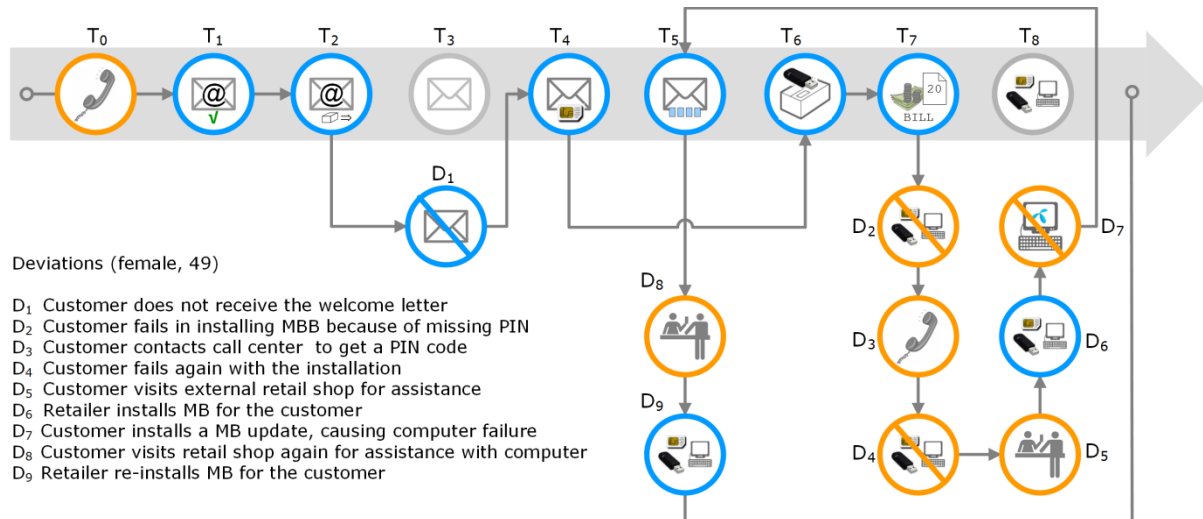 T0 T1 T2 T3 T4 T5 T6 T7 T8
@
√
@
20
BILL
D1
D2
D7
Deviations (female, 49)
D8
D1 Customer does not receive the welcome letter
D2 Customer fails in installing MBB because of missing PIN
D3 Customer contacts call center to get a PIN code
D3
D6
D4 Customer fails again with the installation
D5 Customer visits external retail shop for assistance
D9
D6 Retailer installs MB for the customer
D7 Customer installs a MB update, causing computer failure
D8 Customer visits retail shop again for assistance with computer
D4
D5
D9 Retailer re-installs MB for the customer